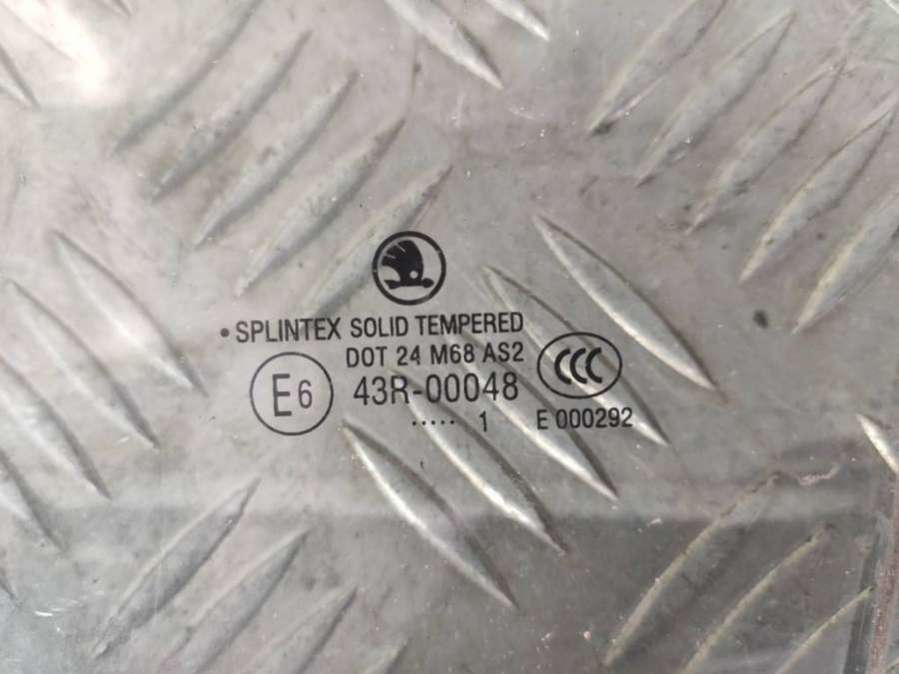 • SPLINTEX SOLID TEMPERED
DOT 24 M68 AS2
E6 43R-00048 CCC
..... 1 E 000292